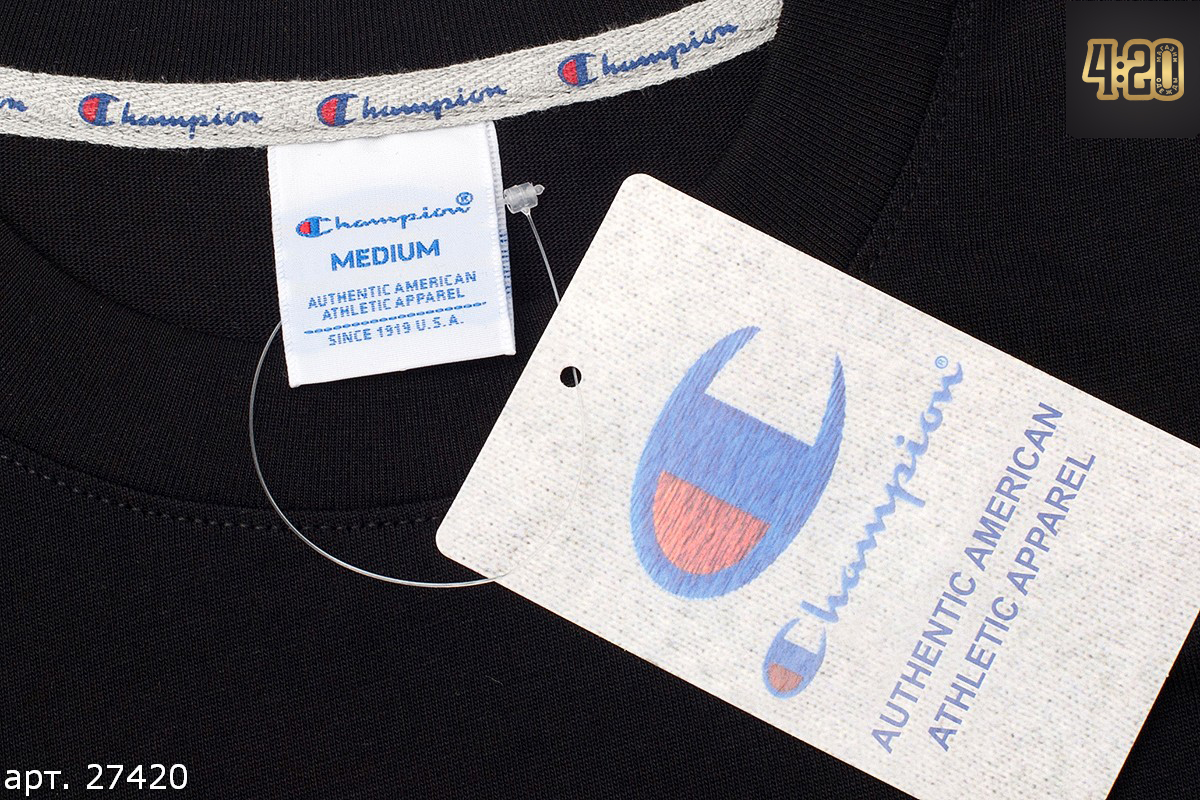 on Champion Champion Champion
4:20
Champion®
MEDIUM
AUTHENTIC AMERICAN
ATHLETIC APPAREL
SINCE 1919 U.S.A.
Champion®
AUTHENTIC AMERICAN
ATHLETIC APPAREL
арт. 27420